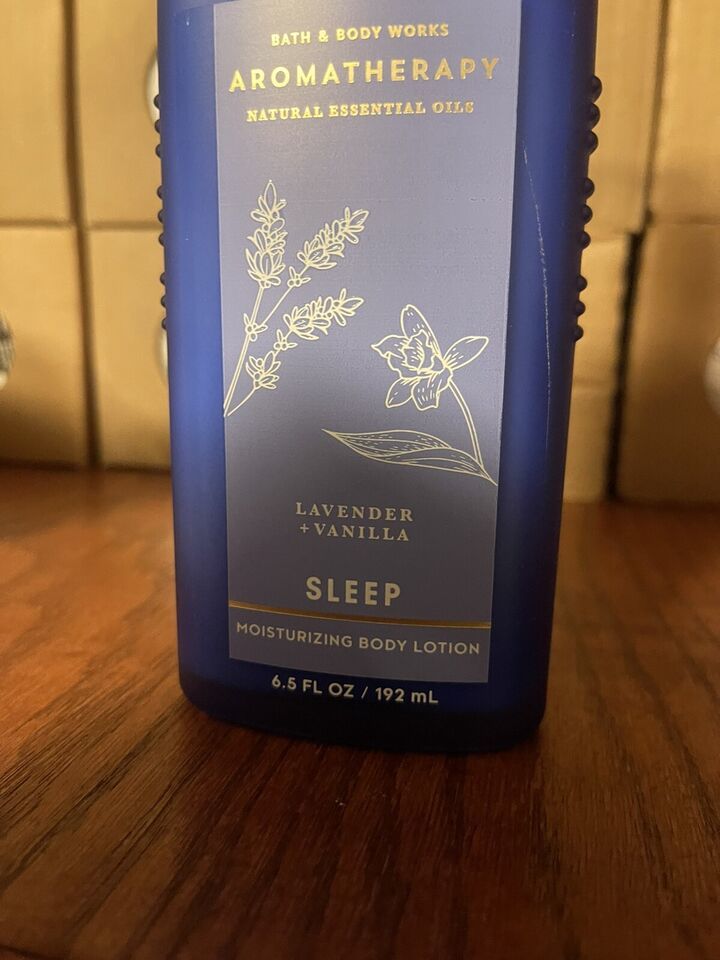 BATH & BODY WORKS
AROMATHERAPY
NATURAL ESSENTIAL OILS
LAVENDER
+VANILLA
SLEEP
MOISTURIZING BODY LOTION
6.5 FL OZ / 192 mL